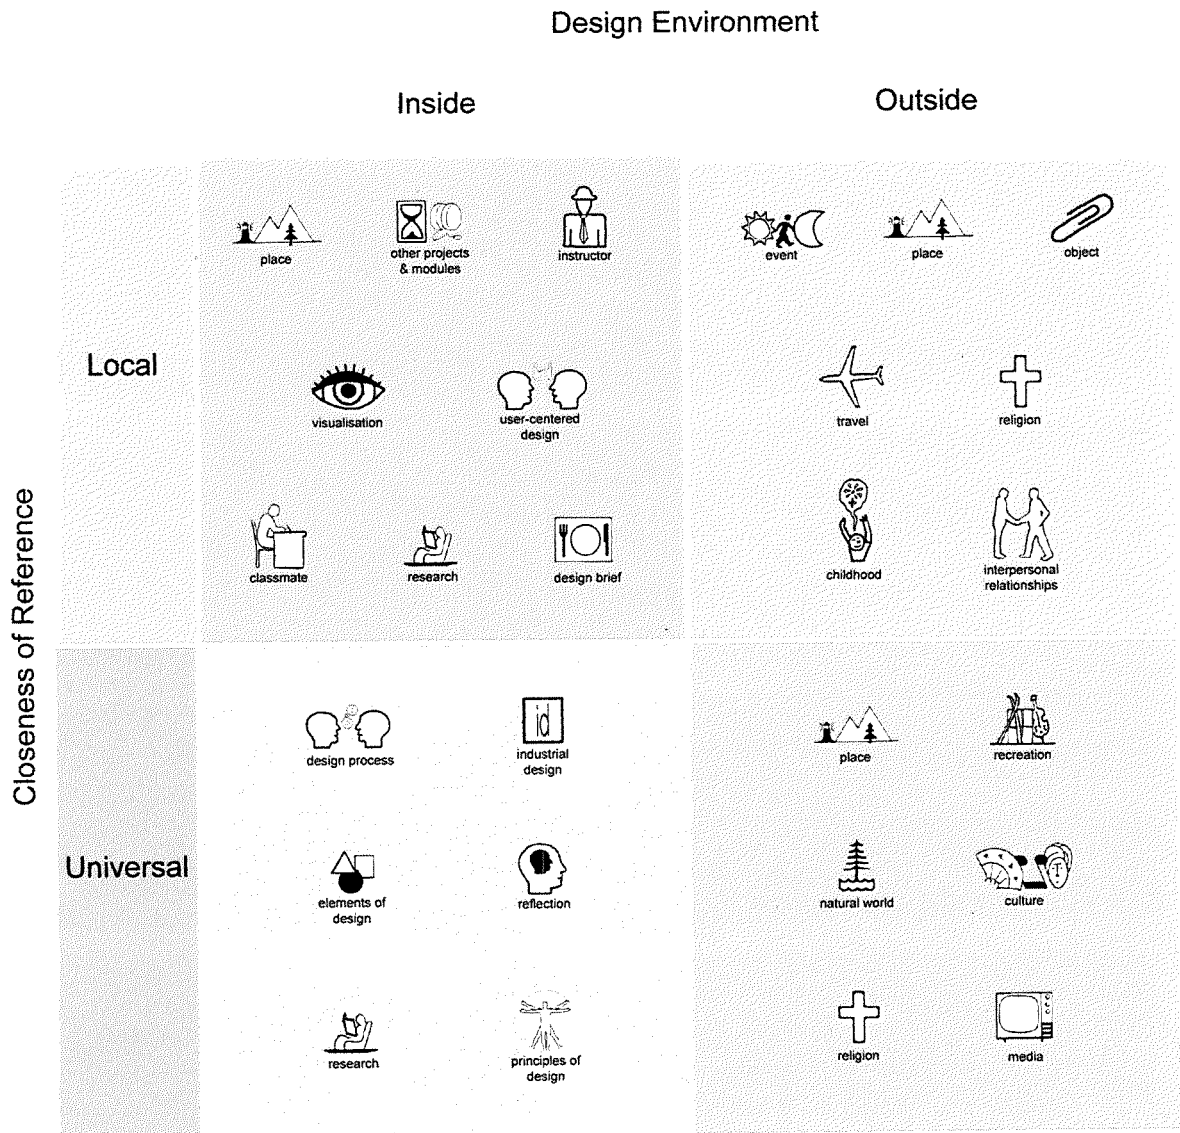 Design Environment
Inside
Outside
place
other projects
& modules
instructor
event
place
object
Local
visualisation
user-centered
design
travel
religion
classmate
research
design brief
childhood
interpersonal
relationships
Closeness of Reference
design process
industrial
design
place
recreation
Universal
elements of
design
reflection
natural world
culture
research
principles of
design
religion
media
id